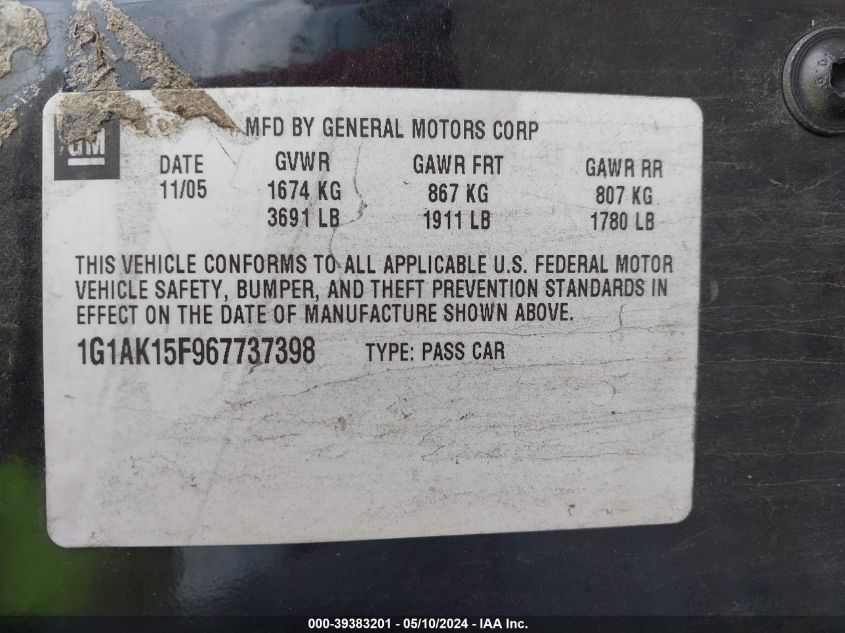 GM
MFD BY GENERAL MOTORS CORP
DATE GVWR GAWR FRT GAWR RR
11/05 1674 KG 867 KG 807 KG
3691 LB 1911 LB 1780 LB
THIS VEHICLE CONFORMS TO ALL APPLICABLE U.S. FEDERAL MOTOR
VEHICLE SAFETY, BUMPER, AND THEFT PREVENTION STANDARDS IN
EFFECT ON THE DATE OF MANUFACTURE SHOWN ABOVE.
1G1AK15F967737398 TYPE: PASS CAR
000-39383201 - 05/10/2024 - IAA Inc.